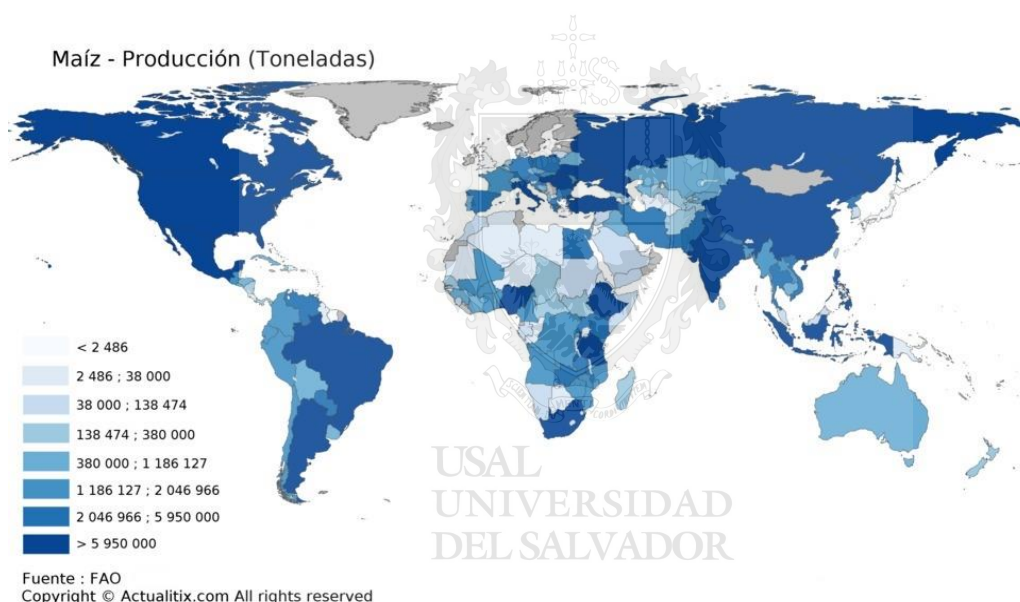 Maíz - Producción (Toneladas)
< 2 486
2 486 ; 38 000
38 000 ; 138 474
138 474 ; 380 000
380 000 ; 1 186 127
1 186 127 ; 2 046 966
2 046 966 ; 5 950 000
> 5 950 000
USAL
UNIVERSIDAD
DEL SALVADOR
Fuente : FAO
Copyright © Actualitix.com All rights reserved